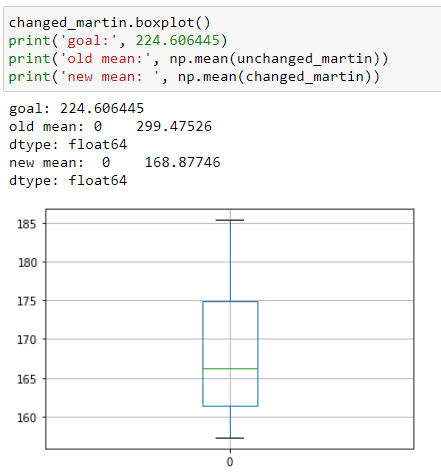 changed_martin.boxplot()
print('goal:', 224.606445)
print('old mean:', np.mean(unchanged_martin))
print('new mean: ', np.mean(changed_martin))
goal: 224.606445
old mean: 0    299.47526
dtype: float64
new mean:  0    168.87746
dtype: float64
185
180
175
170
165
160
0